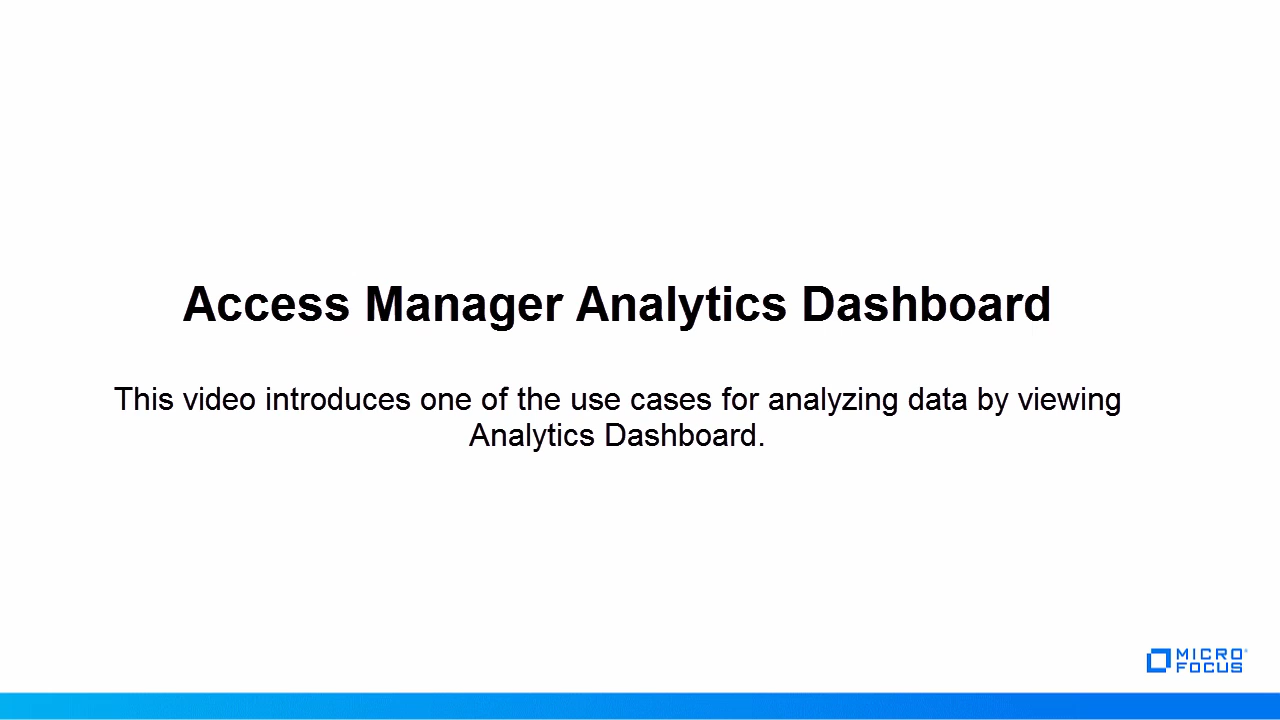 Access Manager Analytics Dashboard
This video introduces one of the use cases for analyzing data by viewing
Analytics Dashboard.
MICRO
FOCUS